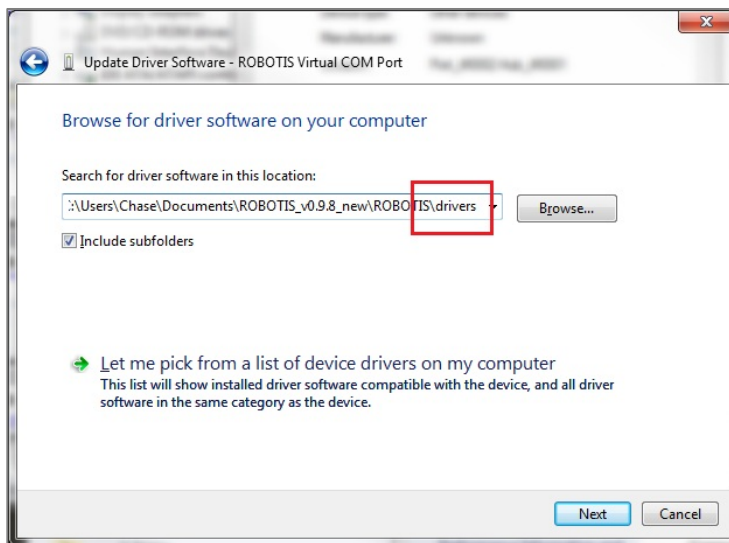 Update Driver Software - ROBOTIS Virtual COM Port
Browse for driver software on your computer
Search for driver software in this location:
:\Users\Chase\Documents\ROBOTIS_v0.9.8_new\ROBOTIS\drivers
Browse...
Include subfolders
Let me pick from a list of device drivers on my computer
This list will show installed driver software compatible with the device, and all driver
software in the same category as the device.
Next
Cancel